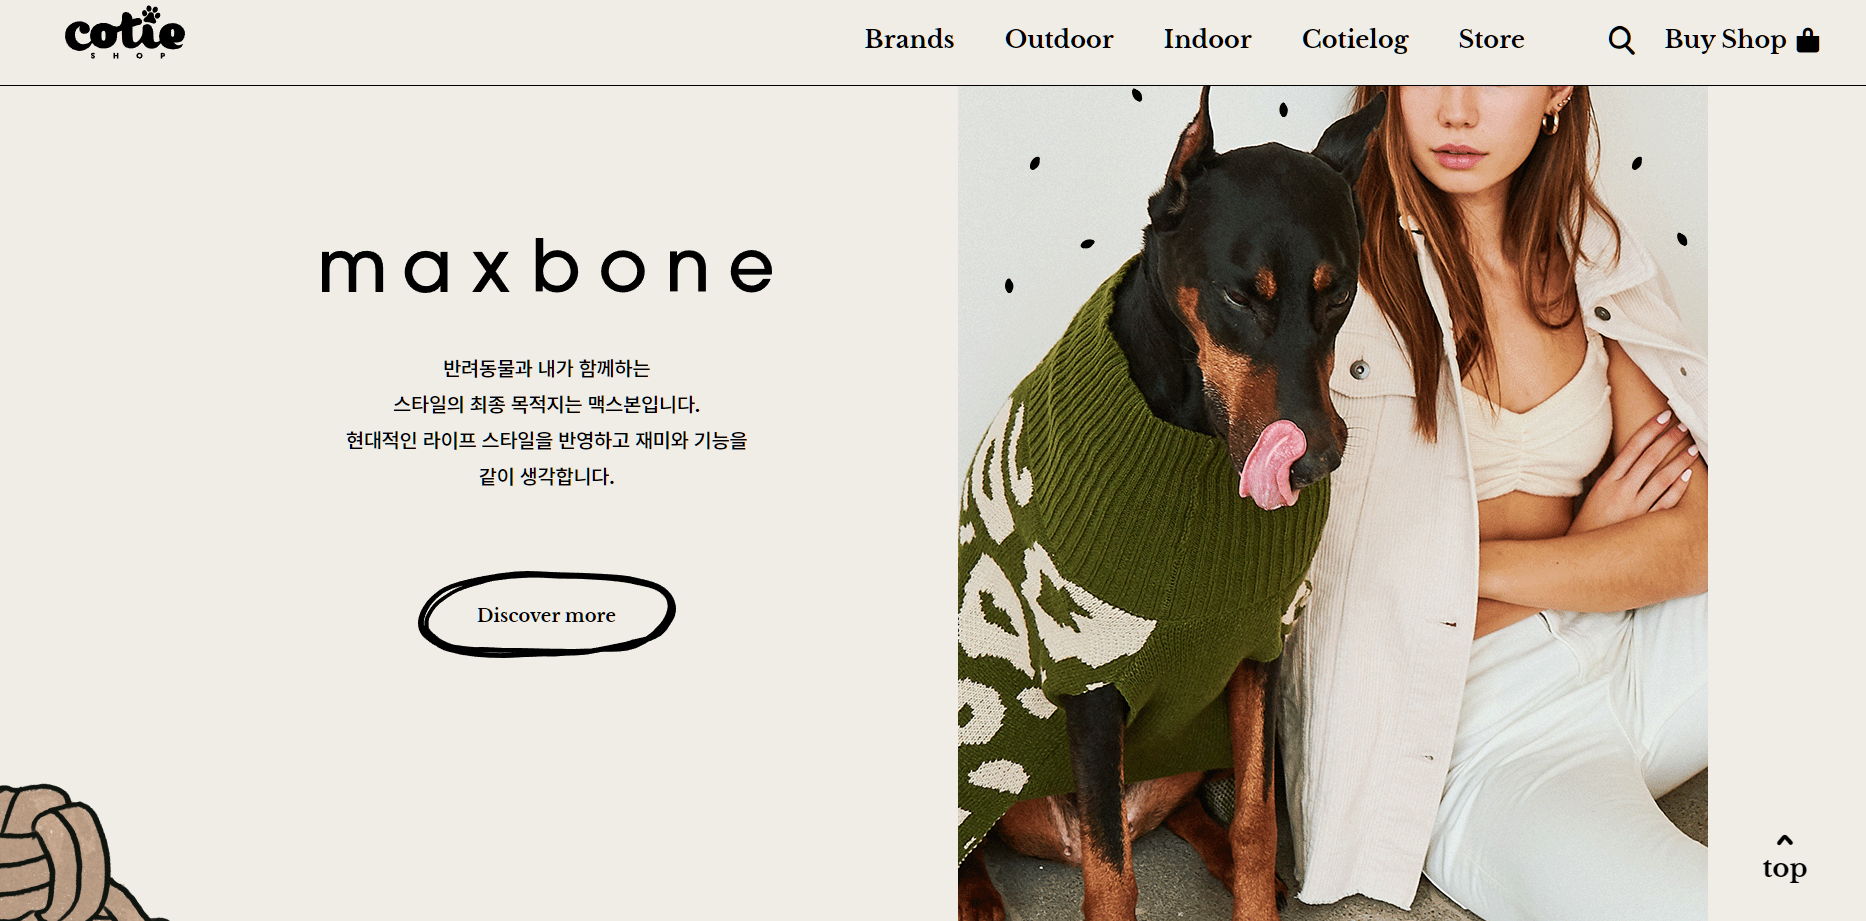 cotie
SHOP
Brands Outdoor Indoor Cotielog Store Buy Shop
maxbone
반려동물과 내가 함께하는
스타일의 최종 목적지는 맥스본입니다.
현대적인 라이프 스타일을 반영하고 재미와 기능을
같이 생각합니다.
Discover more
top